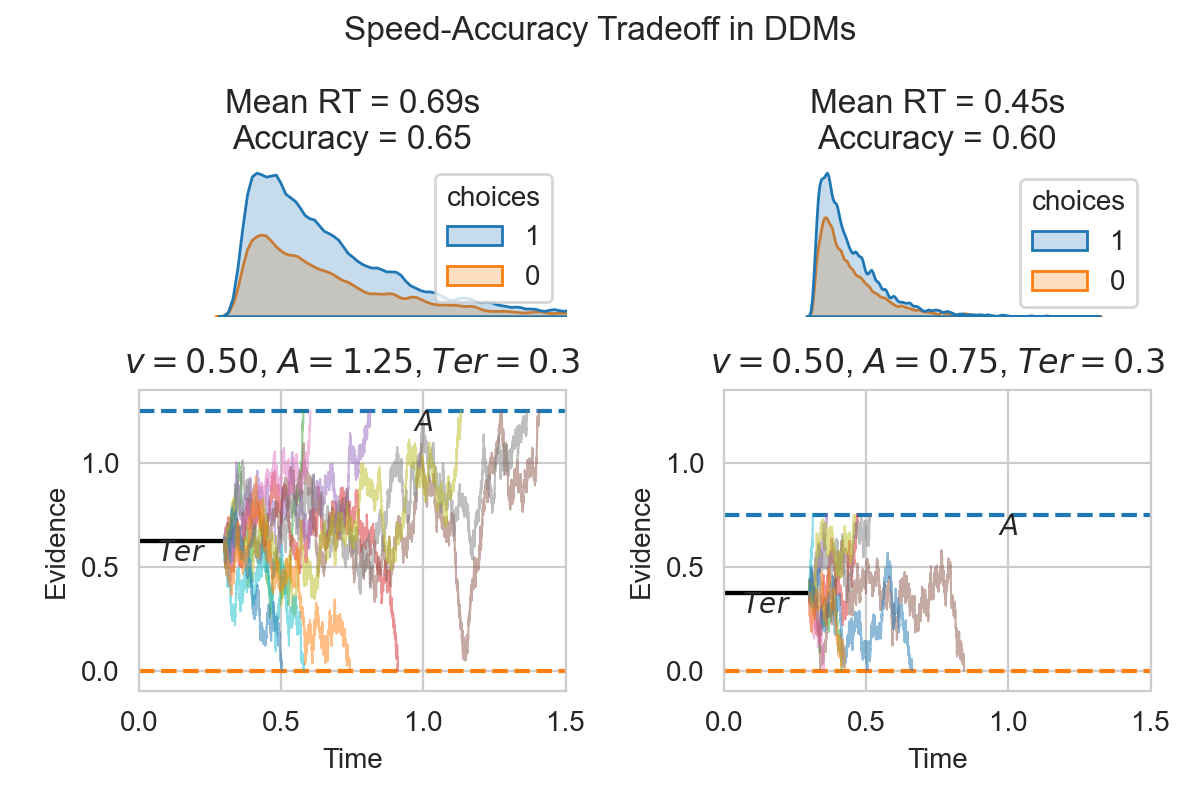 Speed-Accuracy Tradeoff in DDMs
Mean RT = 0.69s
Accuracy = 0.65
choices
1
0
v = 0.50, A = 1.25, Ter = 0.3
A
Ter
1.0
0.5
0.0
Evidence
0.0 0.5 1.0 1.5
Time
Mean RT = 0.45s
Accuracy = 0.60
choices
1
0
v = 0.50, A = 0.75, Ter = 0.3
A
Ter
1.0
0.5
0.0
Evidence
0.0 0.5 1.0 1.5
Time